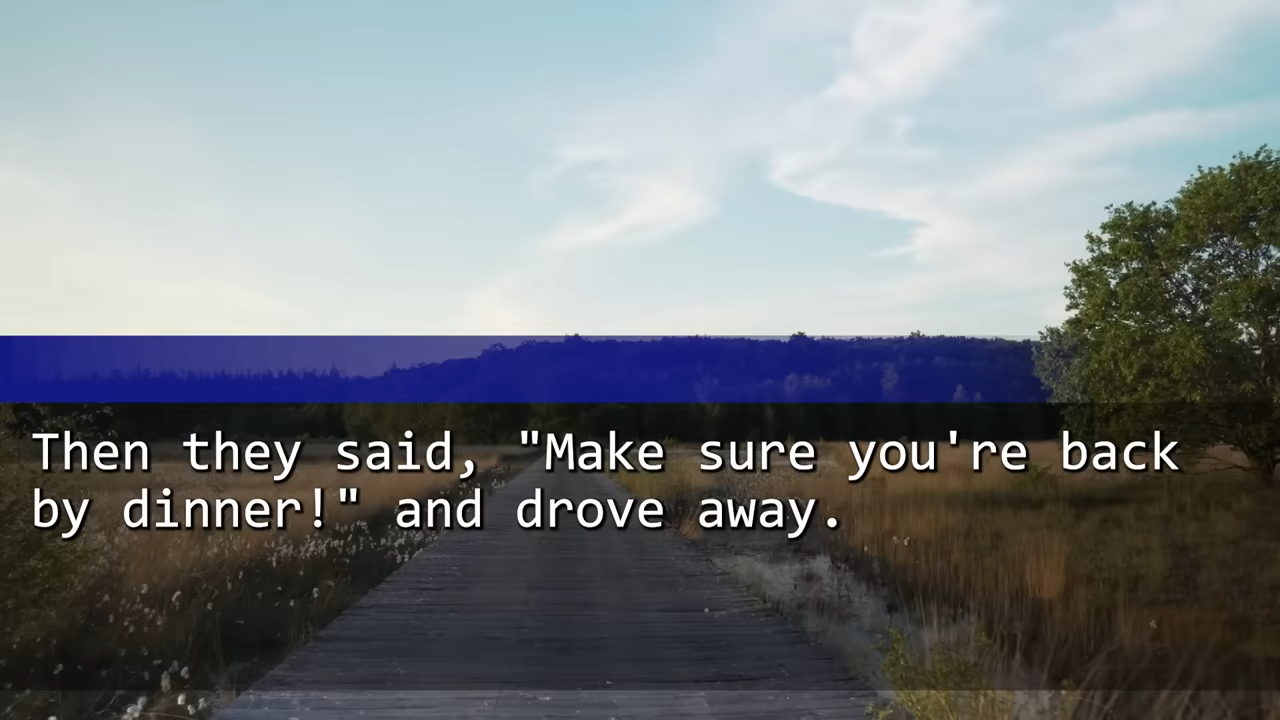 Then they said, "Make sure you're back
by dinner!" and drove away.